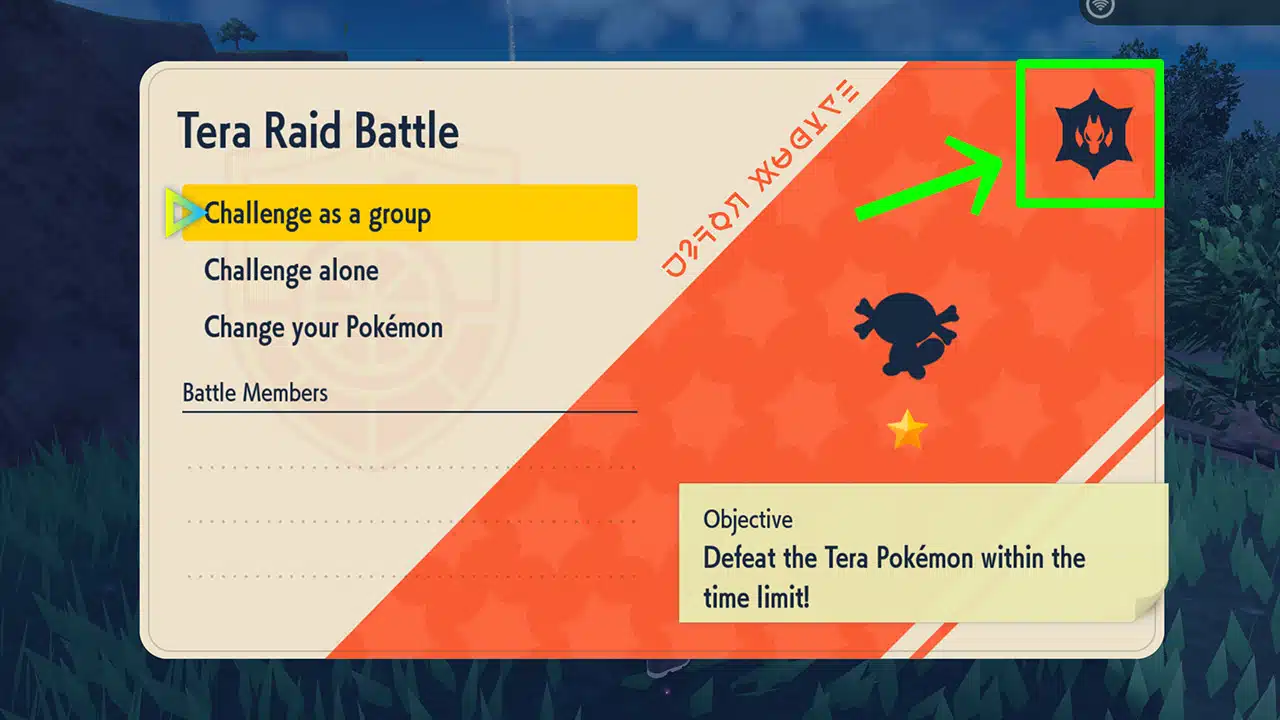 Tera Raid Battle
Challenge as a group
Challenge alone
Change your Pokémon
Battle Members
Objective
Defeat the Tera Pokémon within the
time limit!